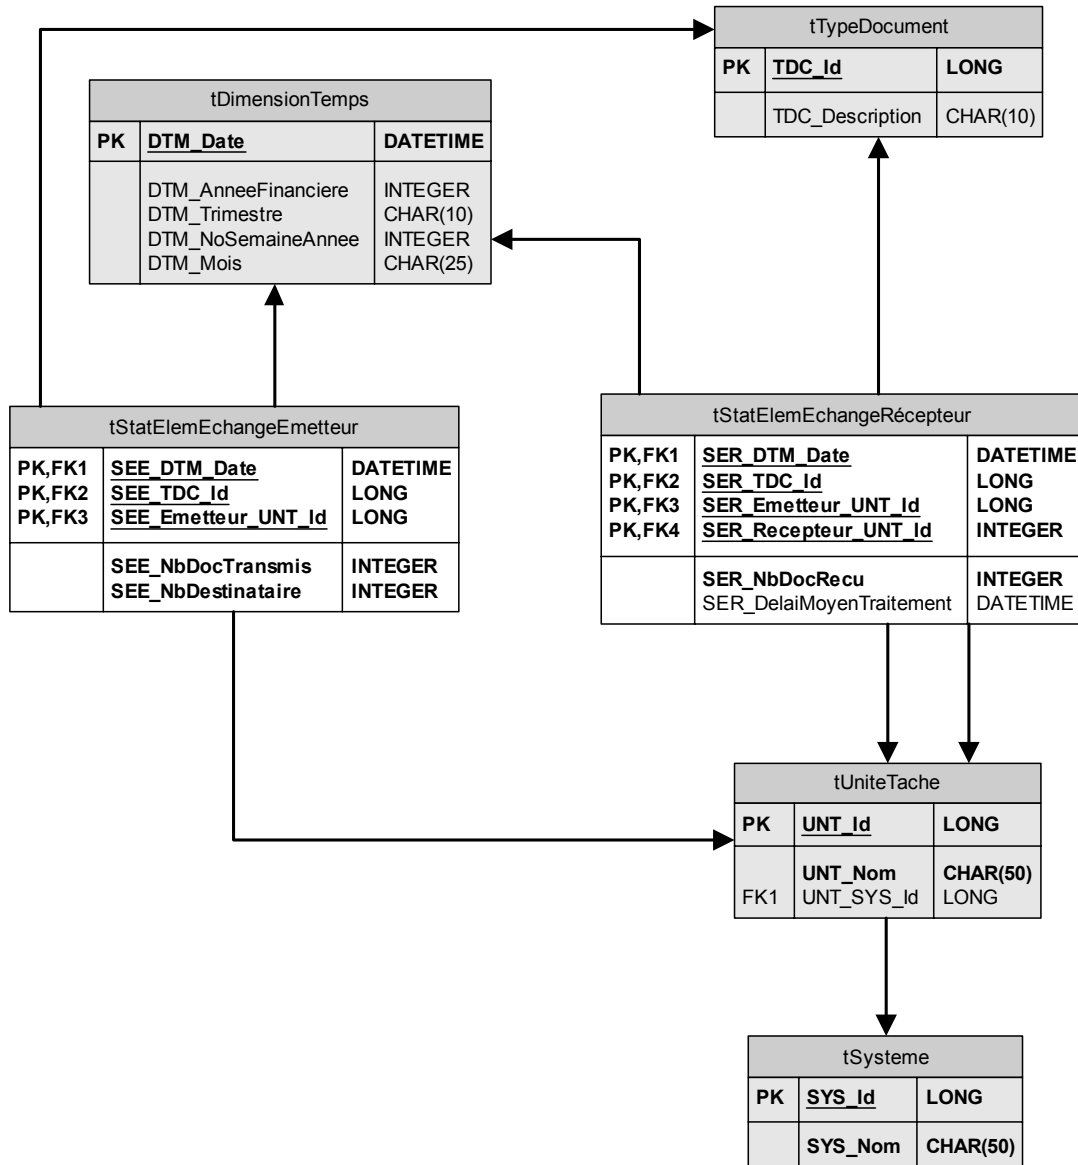 tTypeDocument
PK TDC_Id LONG
TDC_Description CHAR(10)
tDimensionTemps
PK DTM_Date DATETIME
DTM_AnneeFinanciere INTEGER
DTM_Trimestre CHAR(10)
DTM_NoSemaineAnnee INTEGER
DTM_Mois CHAR(25)
tStatElemEchangeEmetteur
PK,FK1 SEE_DTM_Date DATETIME
PK,FK2 SEE_TDC_Id LONG
PK,FK3 SEE_Emetteur_UNT_Id LONG
SEE_NbDocTransmis INTEGER
SEE_NbDestinataire INTEGER
tStatElemEchangeRécepteur
PK,FK1 SER_DTM_Date DATETIME
PK,FK2 SER_TDC_Id LONG
PK,FK3 SER_Emetteur_UNT_Id LONG
PK,FK4 SER_Recepteur_UNT_Id INTEGER
SER_NbDocRecu INTEGER
SER_DelaiMoyenTraitement DATETIME
tUniteTache
PK UNT_Id LONG
UNT_Nom CHAR(50)
FK1 UNT_SYS_Id LONG
tSysteme
PK SYS_Id LONG
SYS_Nom CHAR(50)